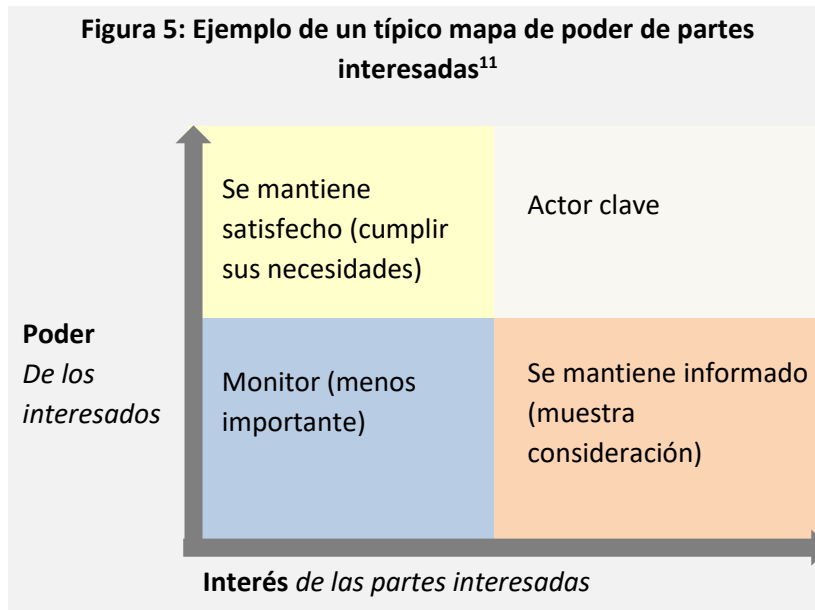 Figura 5: Ejemplo de un típico mapa de poder de partes
interesadas¹¹
Se mantiene
satisfecho (cumplir
sus necesidades)
Actor clave
Poder
De los
interesados
Monitor (menos
importante)
Se mantiene informado
(muestra
consideración)
Interés de las partes interesadas